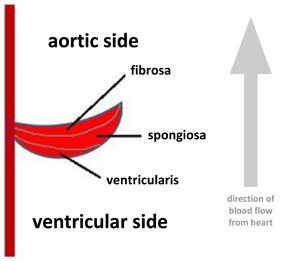 aortic side
fibrosa
spongiosa
ventricularis
direction of
blood flow
from heart
ventricular side